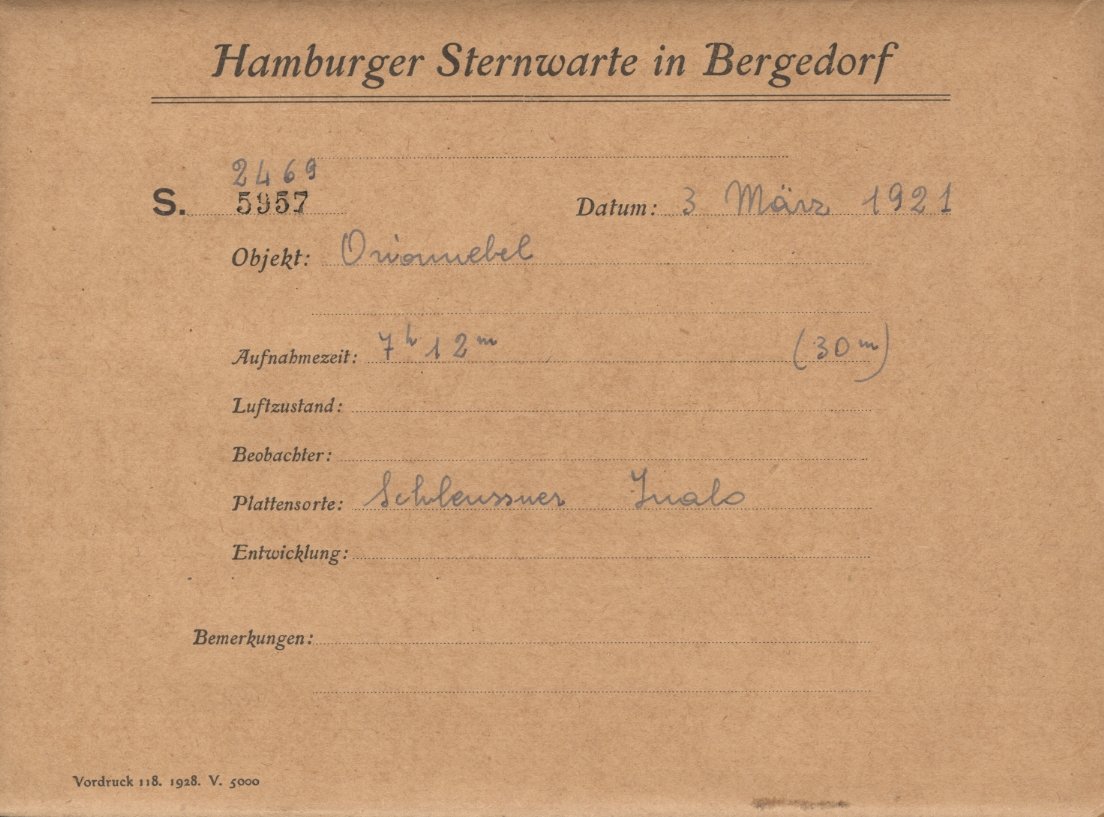 Hamburger Sternwarte in Bergedorf
2469
S. 5957 Datum: 3 März 1921
Objekt: Orionnebel
Aufnahmezeit: 7h 12m (30m)
Luftzustand:
Beobachter:
Plattensorte: Schleussner Inalo
Entwicklung:
Bemerkungen:
Vordruck 118. 1928. V. 5000